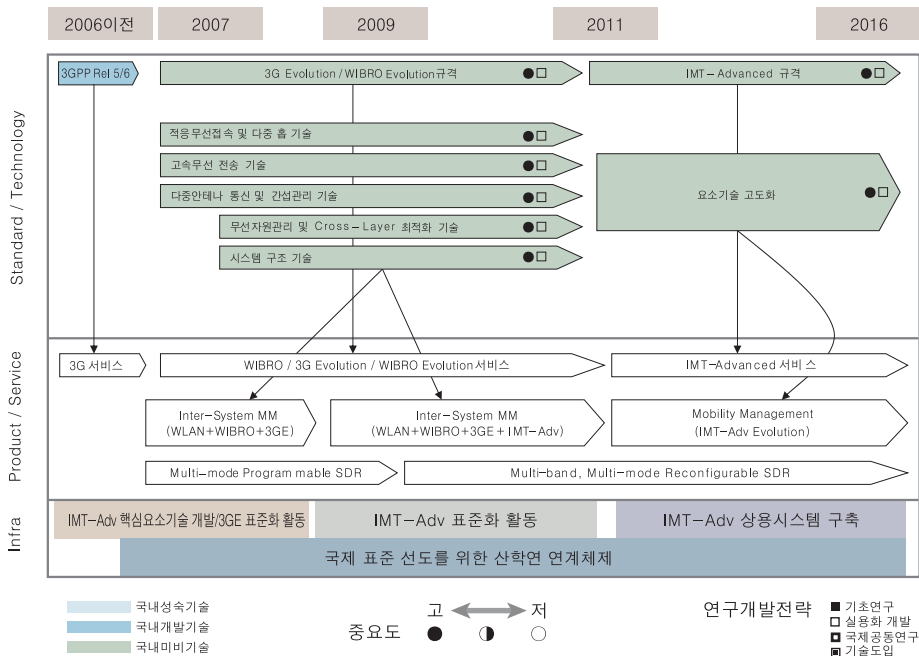 2006이전
2007
2009
2011
2016
Standard / Technology
3GPP Rel 5/6
3G Evolution / WIBRO Evolution규격
IMT-Advanced 규격
적응무선접속 및 다중 홉 기술
고속무선 전송 기술
다중안테나 통신 및 간섭관리 기술
무선자원관리 및 Cross-Layer 최적화 기술
시스템 구조 기술
요소기술 고도화
Product / Service
3G 서비스
WIBRO / 3G Evolution / WIBRO Evolution서비스
IMT-Advanced 서비스
Inter-System MM
(WLAN+WIBRO+3GE)
Inter-System MM
(WLAN+WIBRO+3GE+IMT-Adv)
Mobility Management
(IMT-Adv Evolution)
Multi-mode Program mable SDR
Multi-band, Multi-mode Reconfigurable SDR
Infra
IMT-Adv 핵심요소기술 개발/3GE 표준화 활동
IMT-Adv 표준화 활동
IMT-Adv 상용시스템 구축
국제 표준 선도를 위한 산학연 연계체제
국내성숙기술
국내개발기술
국내미비기술
고
저
중요도
연구개발전략
기초연구
실용화 개발
국제공동연구
기술도입